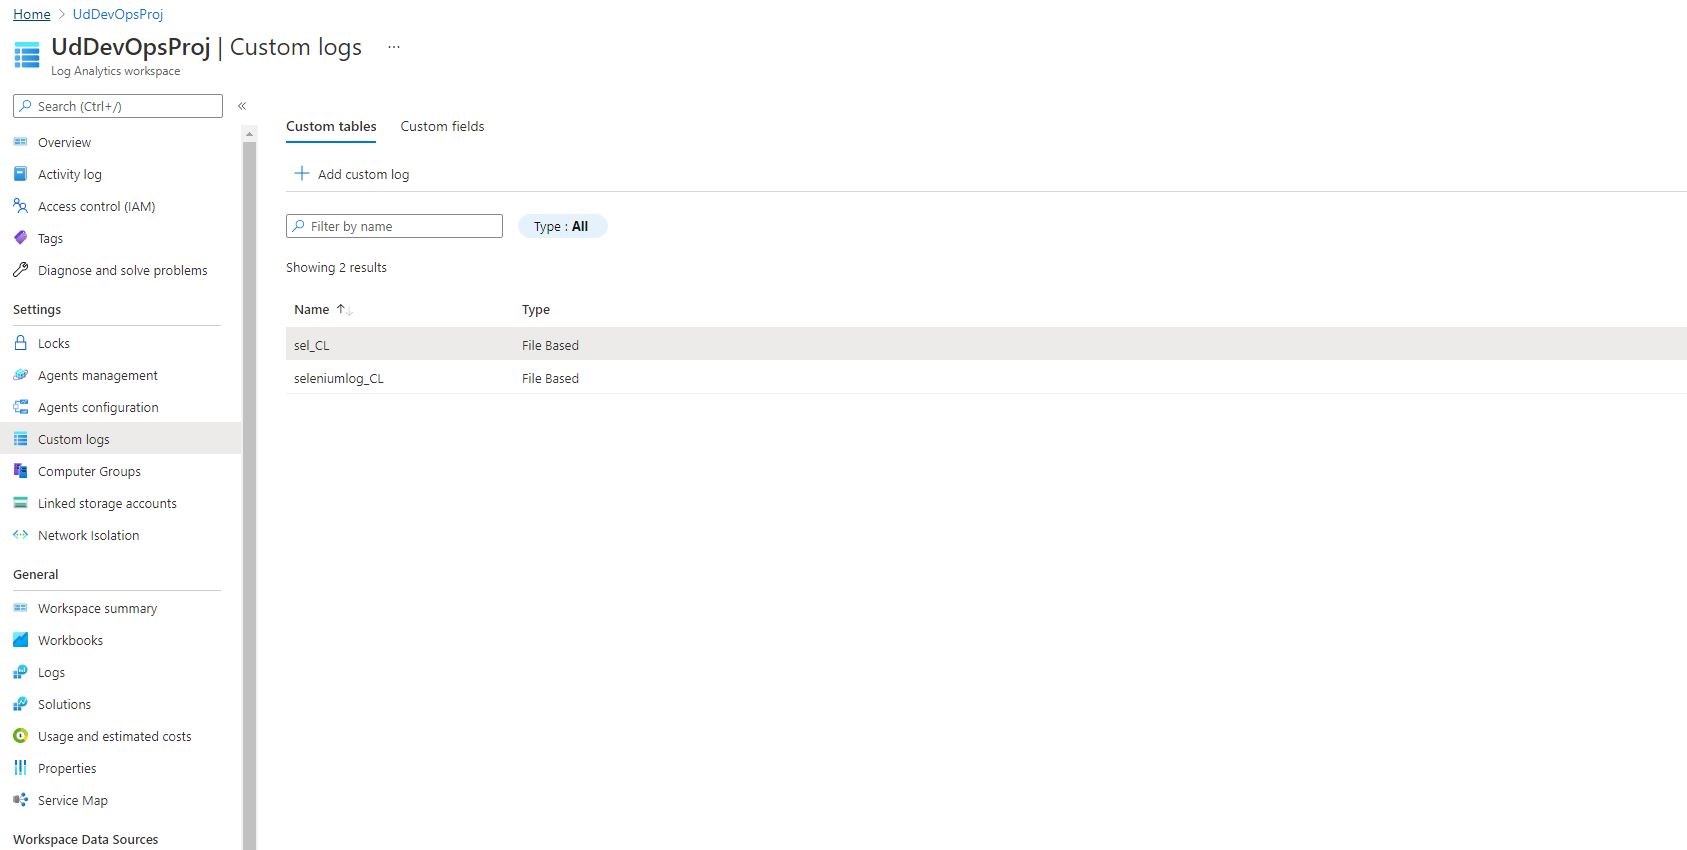 Home > UdDevOpsProj
UdDevOpsProj | Custom logs ...
Log Analytics workspace
Search (Ctrl+/)
«
Overview
Activity log
Access control (IAM)
Tags
Diagnose and solve problems
Settings
Locks
Agents management
Agents configuration
Custom logs
Computer Groups
Linked storage accounts
Network Isolation
General
Workspace summary
Workbooks
Logs
Solutions
Usage and estimated costs
Properties
Service Map
Workspace Data Sources
Custom tables Custom fields
+ Add custom log
Filter by name Type : All
Showing 2 results
Name ↑↓ Type
sel_CL File Based
seleniumlog_CL File Based